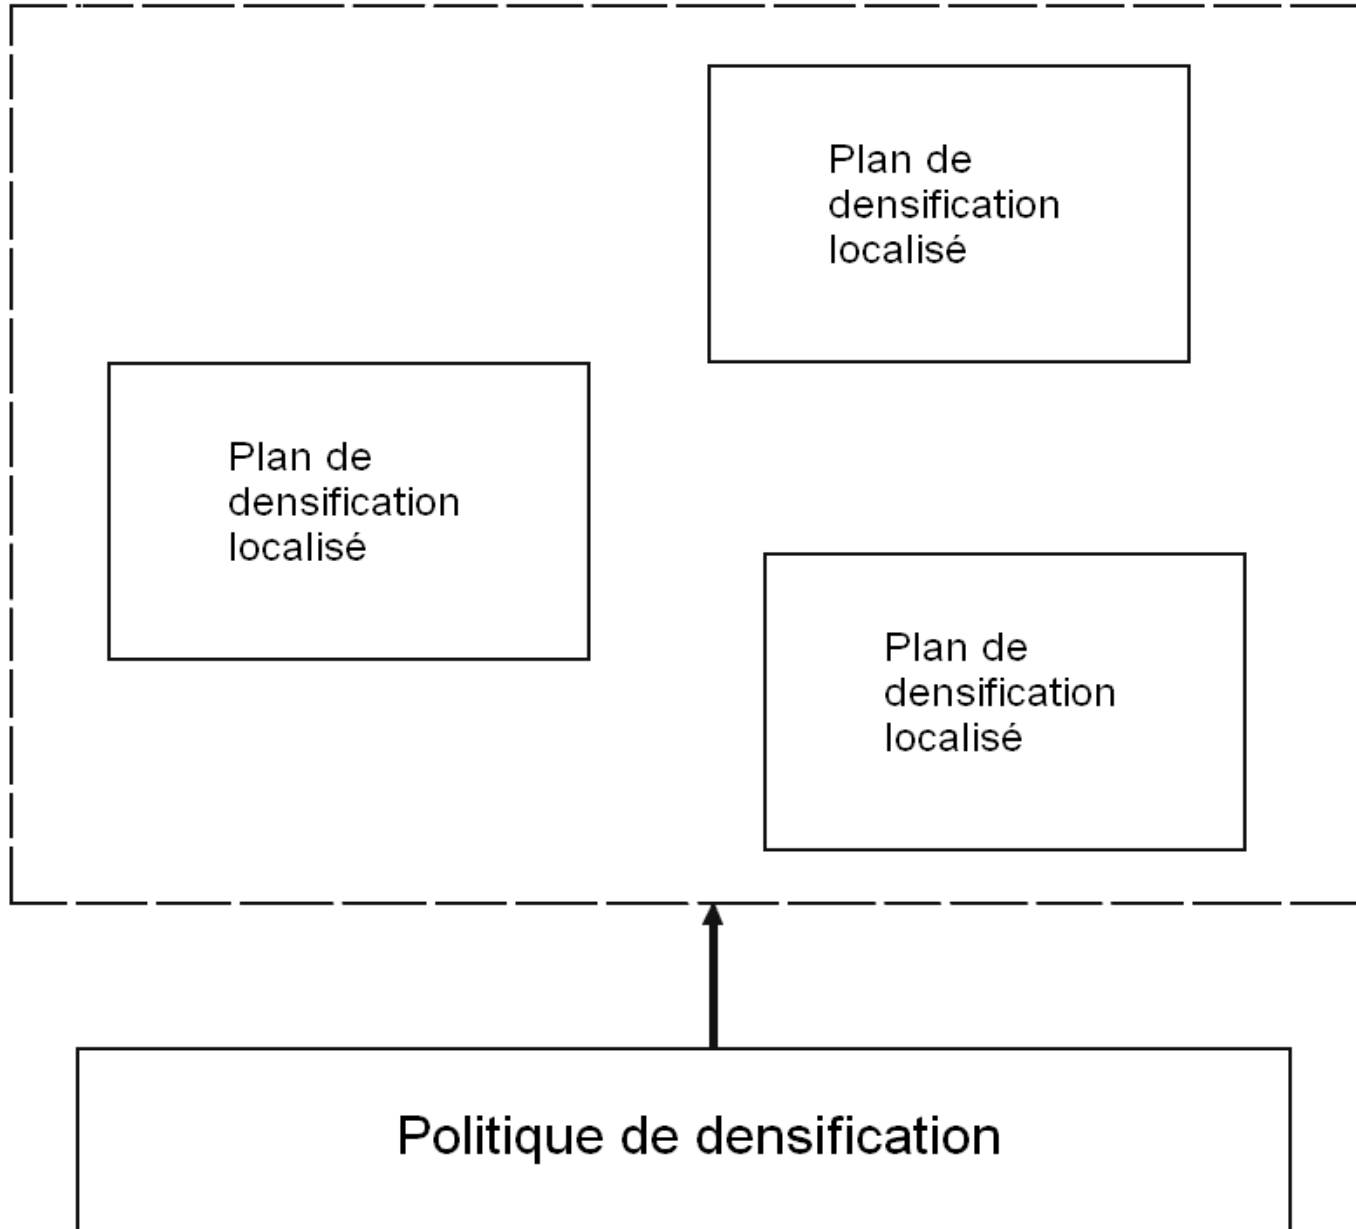 Plan de
densification
localisé
Plan de
densification
localisé
Plan de
densification
localisé
Politique de densification